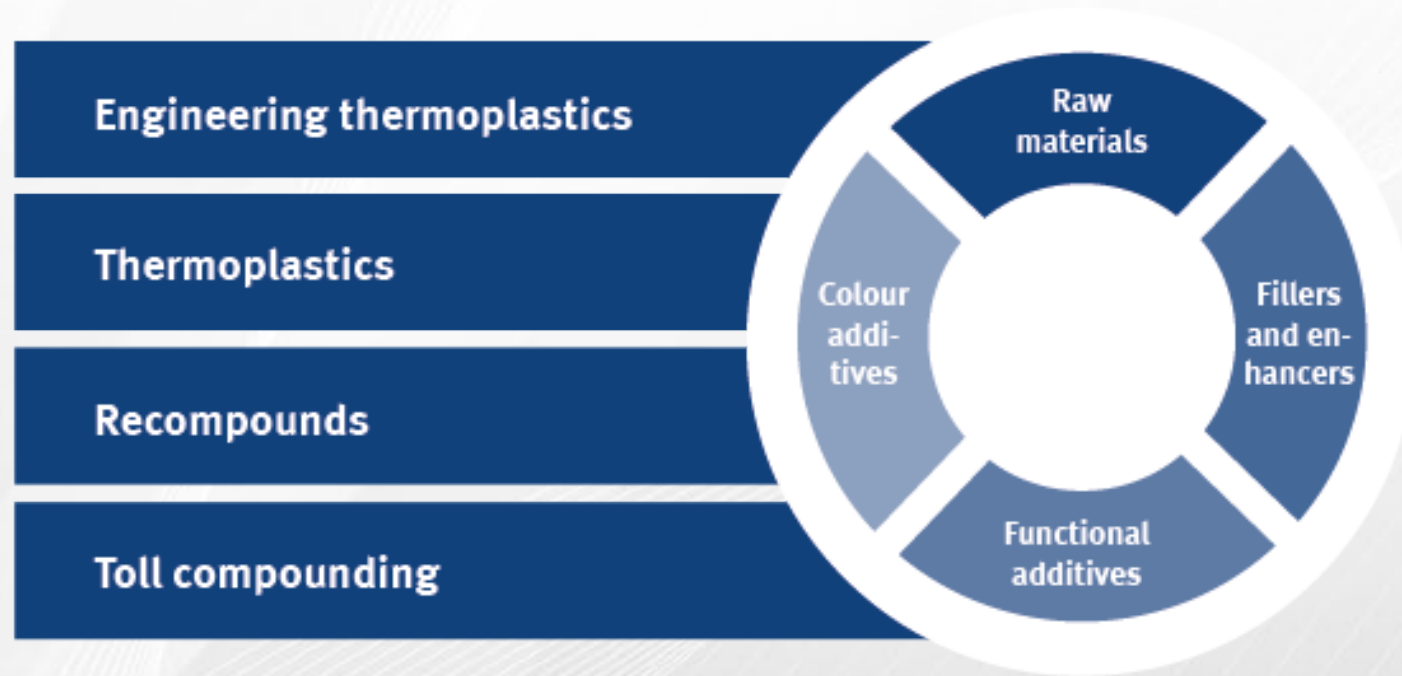 Engineering thermoplastics
Thermoplastics
Recompounds
Toll compounding
Raw
materials
Fillers
and en-
hancers
Functional
additives
Colour
addi-
tives